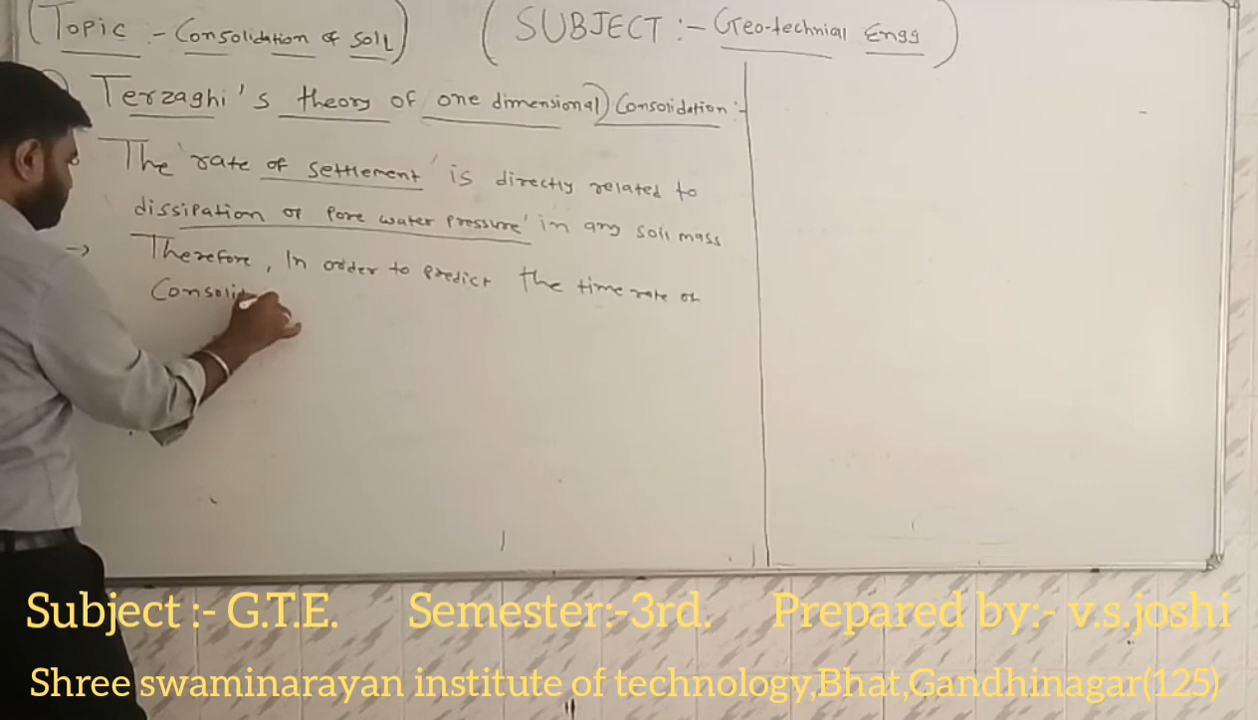 (Topic :- Consolidation of Soil) (SUBJECT :- Geo-technial Engg)
Terzaghi's theory of one dimensional) Consolidation :-
The 'rate of settlement' is directly related to
dissipation of Pore water Pressure' in any soil mass
→ Therefore, In order to predict the time rate of
Consolid
Subject :- G.T.E. Semester:-3rd. Prepared by:- v.s.joshi
Shree swaminarayan institute of technology,Bhat,Gandhinagar(125)